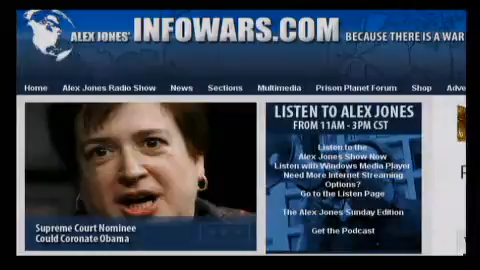 ALEX JONES' INFOWARS.COM BECAUSE THERE IS A WAR
Home Alex Jones Radio Show News Sections Multimedia Prison Planet Forum Shop Adve
LISTEN TO ALEX JONES
FROM 11AM - 3PM CST
Listen to the
Alex Jones Show Now
Listen with Windows Media Player
Need More Internet Streaming
Options?
Go to the Listen Page
The Alex Jones Sunday Edition
Get the Podcast
Supreme Court Nominee
Could Coronate Obama